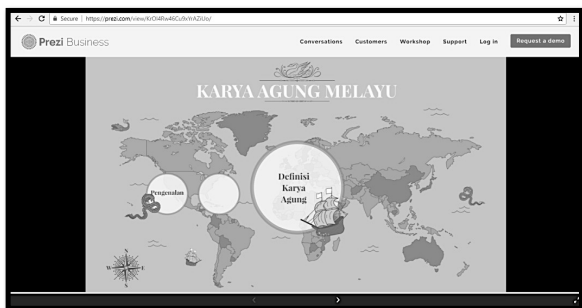 Secure | https://prezi.com/view/KrOl4Rw46Cu9xYrAZiUo/
Prezi Business
Conversations Customers Workshop Support Log in Request a demo
KARYA AGUNG MELAYU
Pengenalan
Definisi
Karya
Agung
N
W E
S